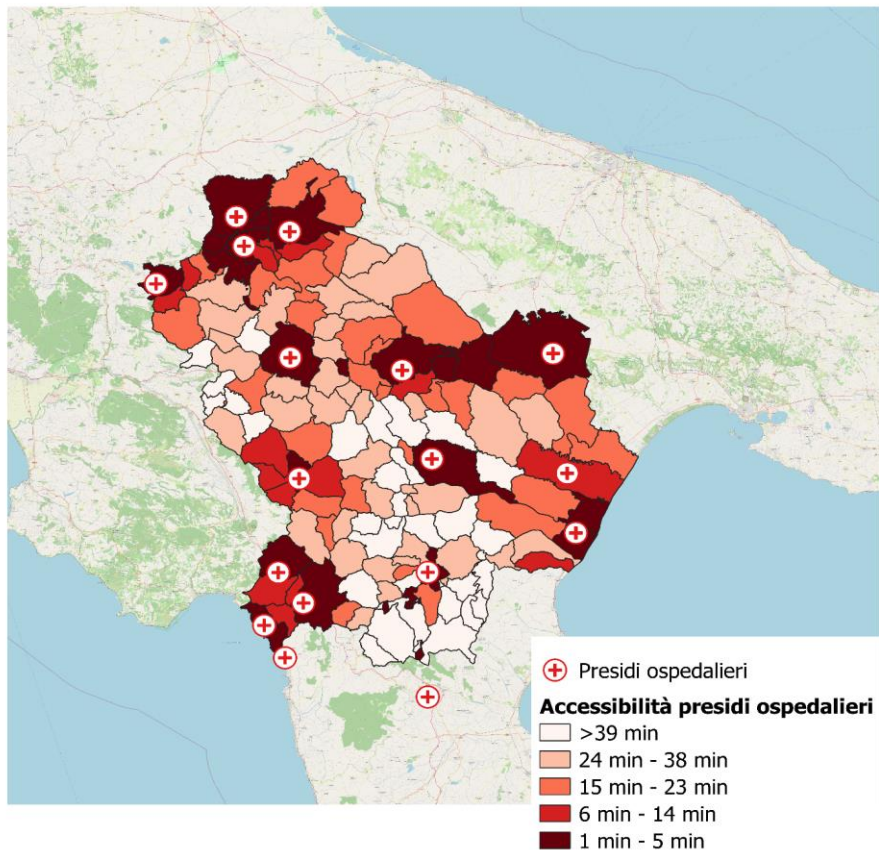 Presidi ospedalieri
Accessibilità presidi ospedalieri
>39 min
24 min - 38 min
15 min - 23 min
6 min - 14 min
1 min - 5 min